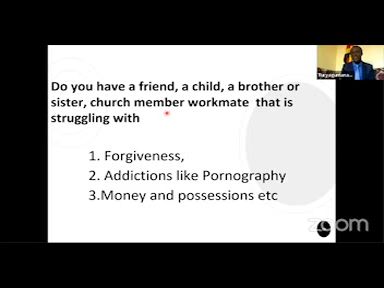 Do you have a friend, a child, a brother or
sister, church member workmate  that is
struggling with
1. Forgiveness,
2. Addictions like Pornography
3.Money and possessions etc
zoom